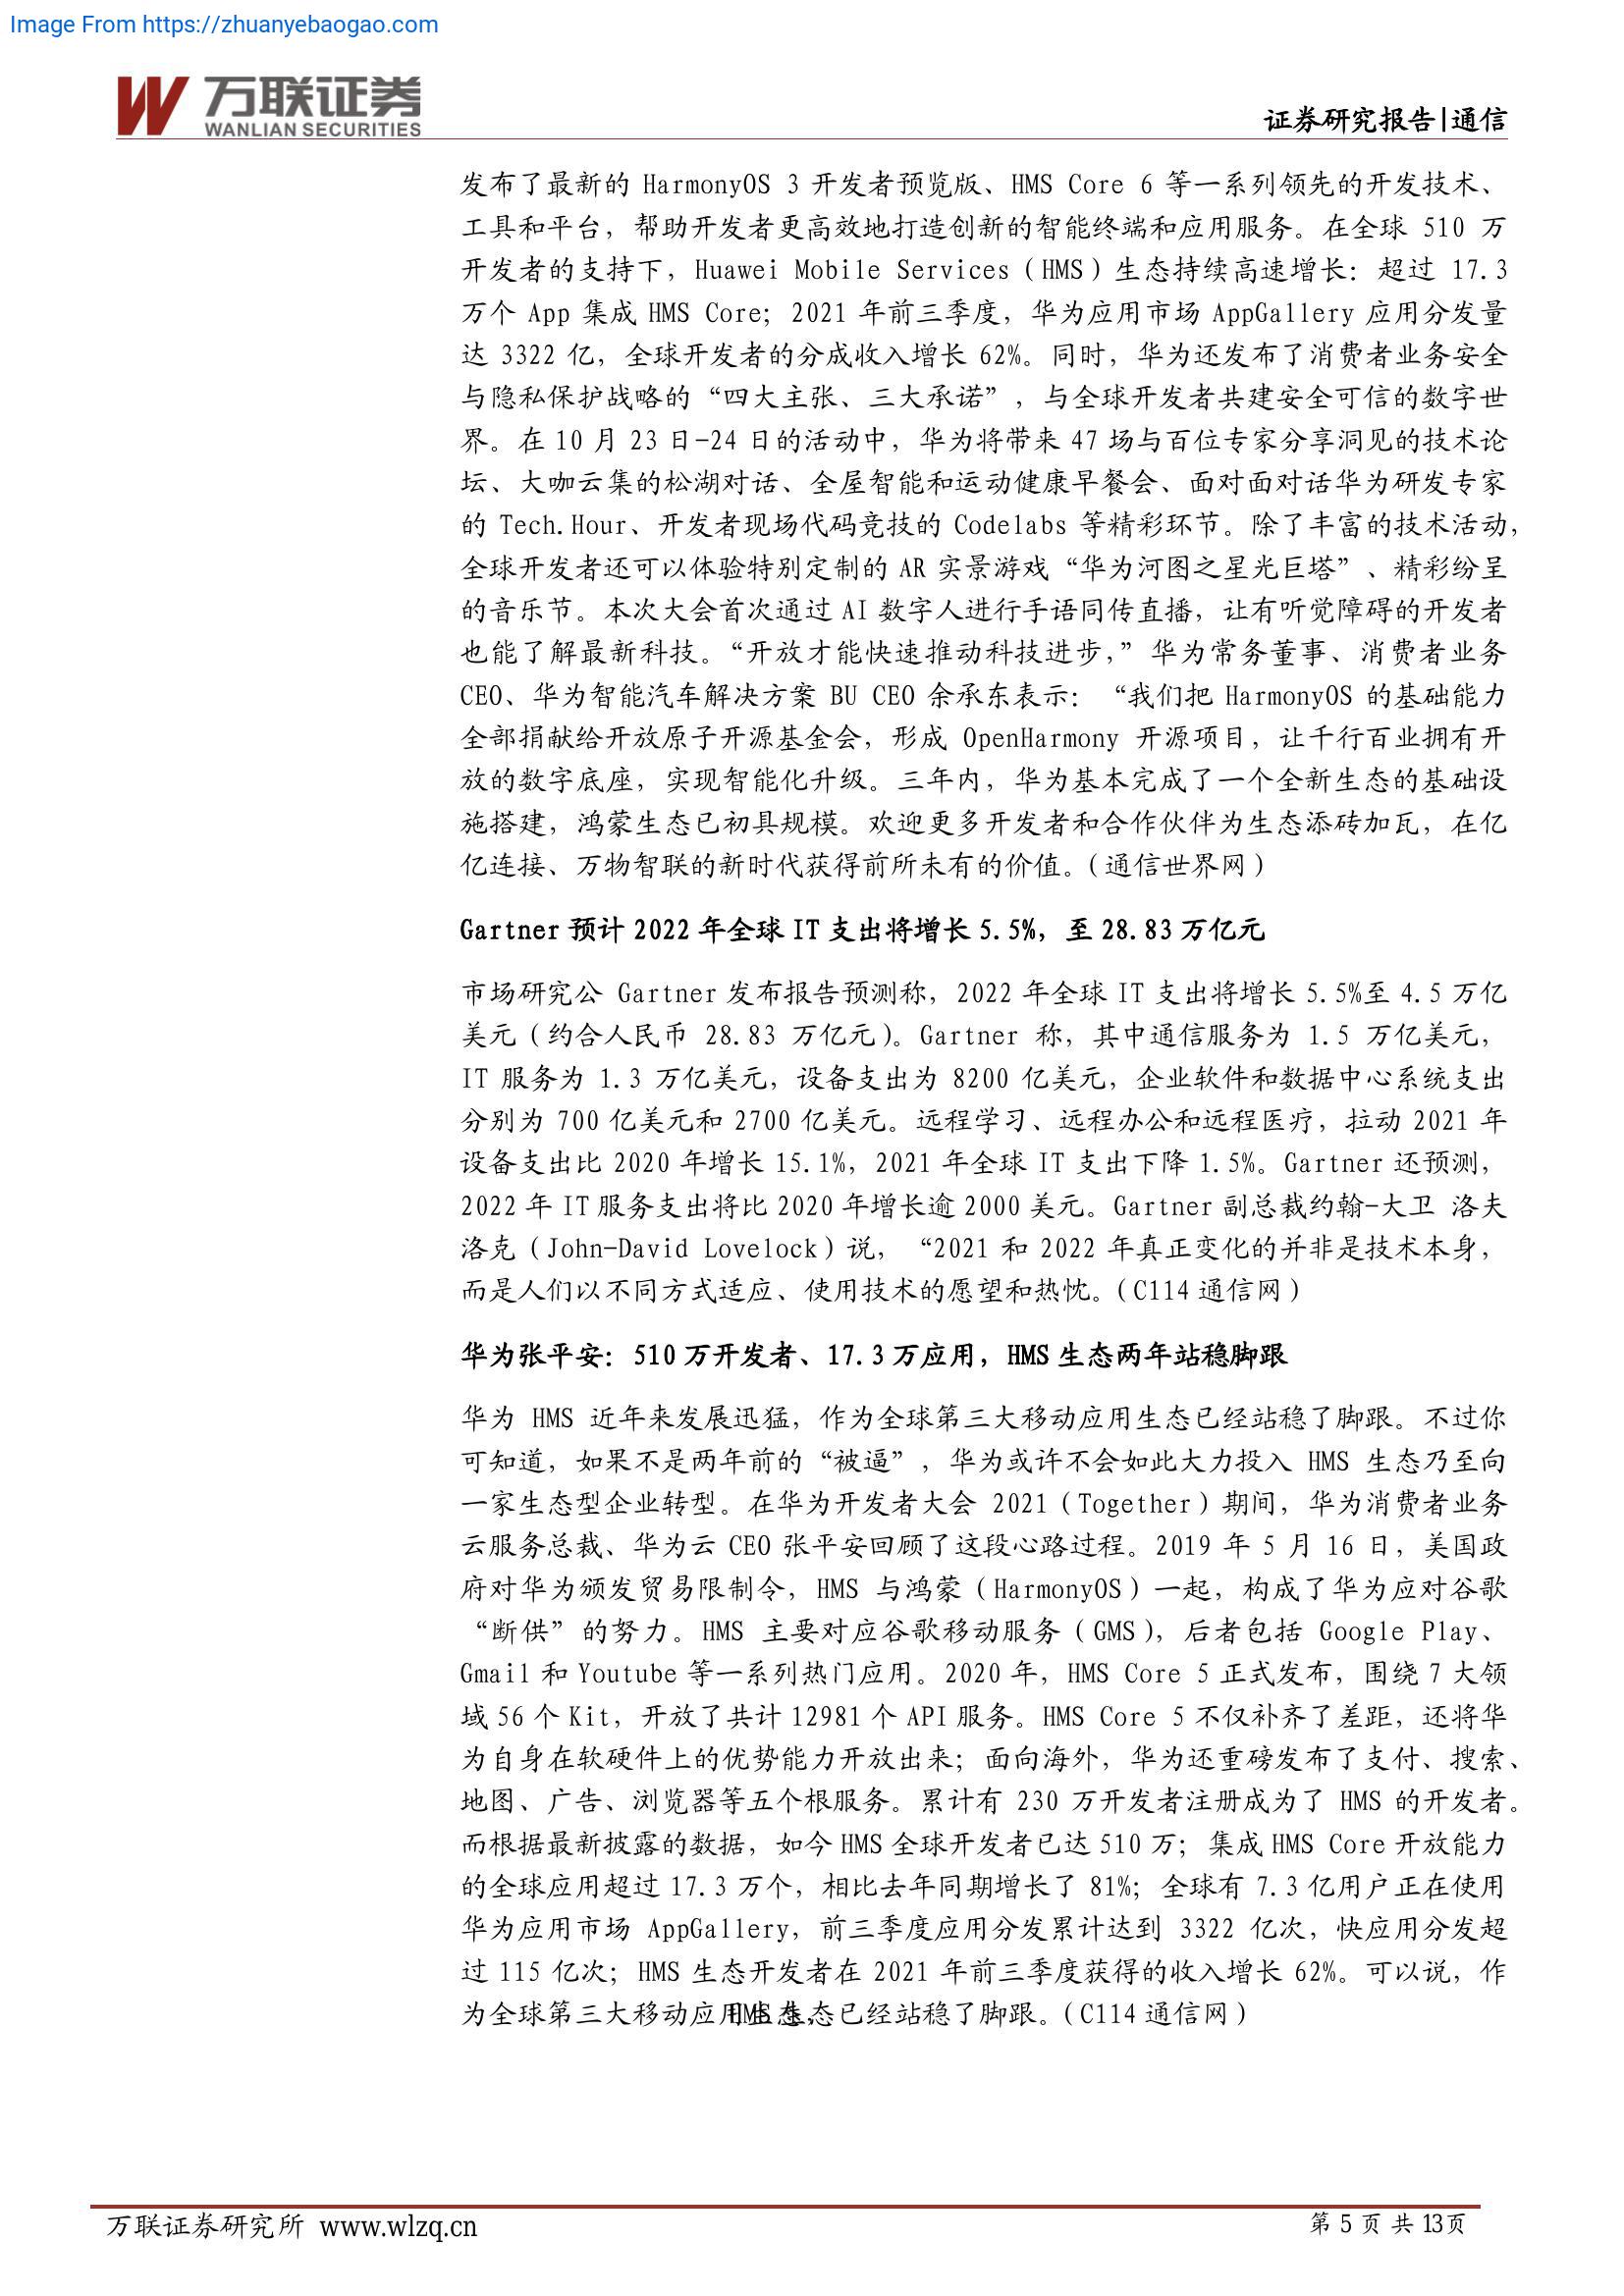 Image From https://zhuanyebaogao.com
万联证券
WANLIAN SECURITIES
证券研究报告|通信
发布了最新的 HarmonyOS 3 开发者预览版、HMS Core 6 等一系列领先的开发技术、
工具和平台，帮助开发者更高效地打造创新的智能终端和应用服务。在全球 510 万
开发者的支持下，Huawei Mobile Services（HMS）生态持续高速增长：超过 17.3
万个 App 集成 HMS Core；2021 年前三季度，华为应用市场 AppGallery 应用分发量
达 3322 亿，全球开发者的分成收入增长 62%。同时，华为还发布了消费者业务安全
与隐私保护战略的“四大主张、三大承诺”，与全球开发者共建安全可信的数字世
界。在 10 月 23 日-24 日的活动中，华为将带来 47 场与百位专家分享洞见的技术论
坛、大咖云集的松湖对话、全屋智能和运动健康早餐会、面对面对话华为研发专家
的 Tech.Hour、开发者现场代码竞技的 Codelabs 等精彩环节。除了丰富的技术活动，
全球开发者还可以体验特别定制的 AR 实景游戏“华为河图之星光巨塔”、精彩纷呈
的音乐节。本次大会首次通过 AI 数字人进行手语同传直播，让有听觉障碍的开发者
也能了解最新科技。“开放才能快速推动科技进步，”华为常务董事、消费者业务
CEO、华为智能汽车解决方案 BU CEO 余承东表示：“我们把 HarmonyOS 的基础能力
全部捐献给开放原子开源基金会，形成 OpenHarmony 开源项目，让千行百业拥有开
放的数字底座，实现智能化升级。三年内，华为基本完成了一个全新生态的基础设
施搭建，鸿蒙生态已初具规模。欢迎更多开发者和合作伙伴为生态添砖加瓦，在亿
亿连接、万物智联的新时代获得前所未有的价值。（通信世界网）
Gartner 预计 2022 年全球 IT 支出将增长 5.5%，至 28.83 万亿元
市场研究公 Gartner 发布报告预测称，2022 年全球 IT 支出将增长 5.5%至 4.5 万亿
美元（约合人民币 28.83 万亿元）。Gartner 称，其中通信服务为 1.5 万亿美元，
IT 服务为 1.3 万亿美元，设备支出为 8200 亿美元，企业软件和数据中心系统支出
分别为 700 亿美元和 2700 亿美元。远程学习、远程办公和远程医疗，拉动 2021 年
设备支出比 2020 年增长 15.1%，2021 年全球 IT 支出下降 1.5%。Gartner 还预测，
2022 年 IT 服务支出将比 2020 年增长逾 2000 美元。Gartner 副总裁约翰-大卫 洛夫
洛克（John-David Lovelock）说，“2021 和 2022 年真正变化的并非是技术本身，
而是人们以不同方式适应、使用技术的愿望和热忱。（C114 通信网）
华为张平安：510 万开发者、17.3 万应用，HMS 生态两年站稳脚跟
华为 HMS 近年来发展迅猛，作为全球第三大移动应用生态已经站稳了脚跟。不过你
可知道，如果不是两年前的“被逼”，华为或许不会如此大力投入 HMS 生态乃至向
一家生态型企业转型。在华为开发者大会 2021（Together）期间，华为消费者业务
云服务总裁、华为云 CEO 张平安回顾了这段心路过程。2019 年 5 月 16 日，美国政
府对华为颁发贸易限制令，HMS 与鸿蒙（HarmonyOS）一起，构成了华为应对谷歌
“断供”的努力。HMS 主要对应谷歌移动服务（GMS），后者包括 Google Play、
Gmail 和 Youtube 等一系列热门应用。2020 年，HMS Core 5 正式发布，围绕 7 大领
域 56 个 Kit，开放了共计 12981 个 API 服务。HMS Core 5 不仅补齐了差距，还将华
为自身在软硬件上的优势能力开放出来；面向海外，华为还重磅发布了支付、搜索、
地图、广告、浏览器等五个根服务。累计有 230 万开发者注册成为了 HMS 的开发者。
而根据最新披露的数据，如今 HMS 全球开发者已达 510 万；集成 HMS Core 开放能力
的全球应用超过 17.3 万个，相比去年同期增长了 81%；全球有 7.3 亿用户正在使用
华为应用市场 AppGallery，前三季度应用分发累计达到 3322 亿次，快应用分发超
过 115 亿次；HMS 生态开发者在 2021 年前三季度获得的收入增长 62%。可以说，作
为全球第三大移动应用生态，HMS 生态已经站稳了脚跟。（C114 通信网）
万联证券研究所 www.wlzq.cn
第 5 页 共 13页